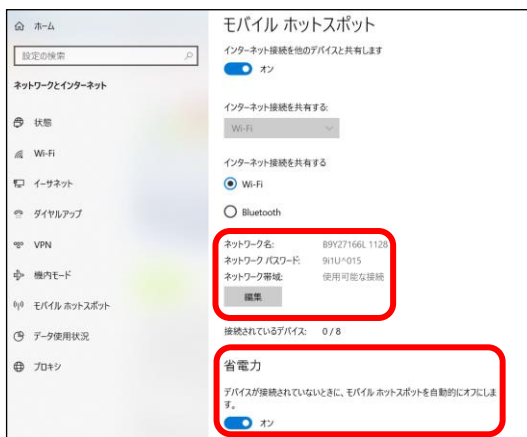 ホーム
設定の検索
ネットワークとインターネット
状態
Wi-Fi
イーサネット
ダイヤルアップ
VPN
機内モード
モバイル ホットスポット
データ使用状況
プロキシ
モバイル ホットスポット
インターネット接続を他のデバイスと共有します
オン
インターネット接続を共有する:
Wi-Fi
インターネット接続を共有する
Wi-Fi
Bluetooth
ネットワーク名: B9Y27166L 1128
ネットワーク パスワード: 9i1U^015
ネットワーク帯域: 使用可能な接続
編集
接続されているデバイス: 0 / 8
省電力
デバイスが接続されていないときに、モバイル ホットスポットを自動的にオフにしま
す。
オン